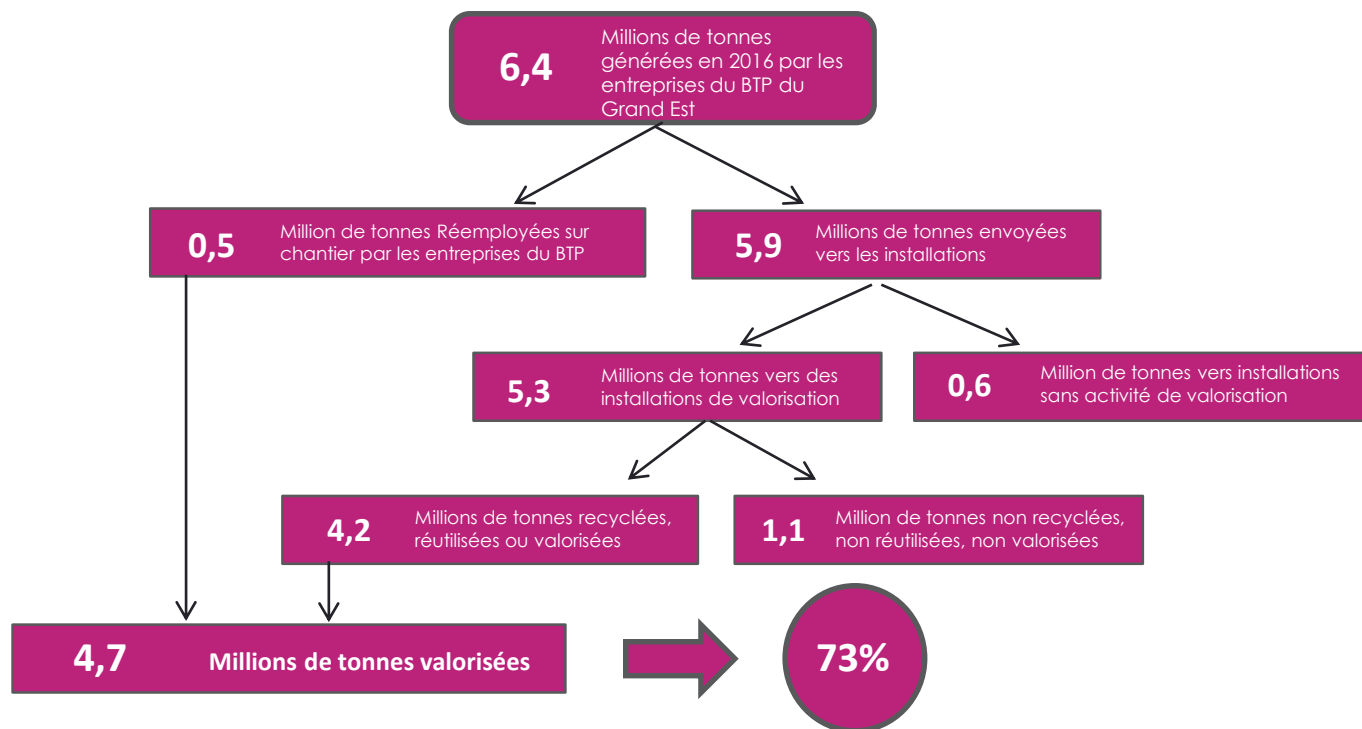 6,4
Millions de tonnes
générées en 2016 par les
entreprises du BTP du
Grand Est
0,5
Million de tonnes Réemployées sur
chantier par les entreprises du BTP
5,9
Millions de tonnes envoyées
vers les installations
5,3
Millions de tonnes vers des
installations de valorisation
0,6
Million de tonnes vers installations
sans activité de valorisation
4,2
Millions de tonnes recyclées,
réutilisées ou valorisées
1,1
Million de tonnes non recyclées,
non réutilisées, non valorisées
4,7
Millions de tonnes valorisées
73%